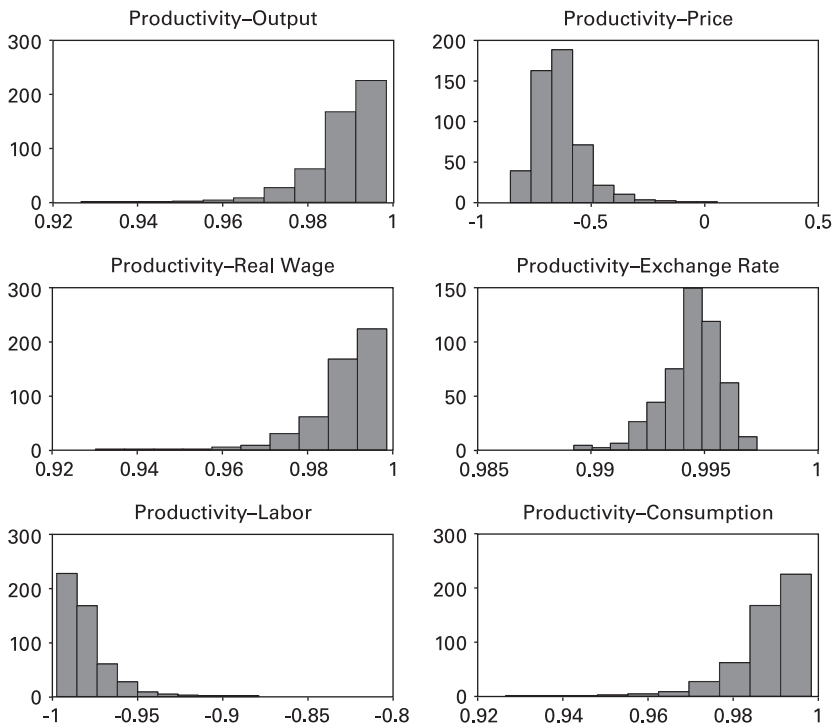 Productivity–Output
300
200
100
0
0.92 0.94 0.96 0.98 1
Productivity–Price
200
150
100
50
0
-1 -0.5 0 0.5
Productivity–Real Wage
300
200
100
0
0.92 0.94 0.96 0.98 1
Productivity–Exchange Rate
150
100
50
0
0.985 0.99 0.995 1
Productivity–Labor
300
200
100
0
-1 -0.95 -0.9 -0.85 -0.8
Productivity–Consumption
300
200
100
0
0.92 0.94 0.96 0.98 1